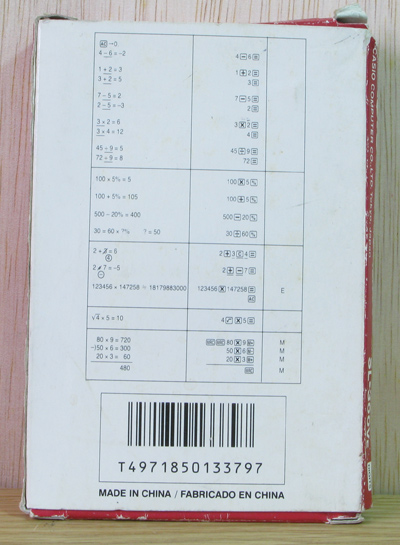 AC →0.
4 − 6 = −2 4 − 6 =
1 + 2 = 3 1 + 2 =
3 + 2 = 5 3 =
7 − 5 = 2 7 − 5 =
2 − 5 = −3 2 =
3 × 2 = 6 3 × 2 =
3 × 4 = 12 4 =
45 ÷ 9 = 5 45 ÷ 9 =
72 ÷ 9 = 8 72 =
100 × 5% = 5 100 × 5 %
100 + 5% = 105 100 + 5 %
500 − 20% = 400 500 − 20 %
30 = 60 × ?% ? = 50 30 ÷ 60 %
2 + 3 = 6 2 + 3 C 4 =
4
2 + 7 = −5 2 + − 7 =
−
123456 × 147258 = 18179883000 123456 × 147258 = E
AC
√4 × 5 = 10 4 √ × 5 =
80 × 9 = 720 80 × 9 M
−)50 × 6 = 300 50 × 6 M
20 × 3 = 60 20 × 3 M
480 M
T4971850133797
MADE IN CHINA / FABRICADO EN CHINA
CASIO COMPUTER CO., LTD.